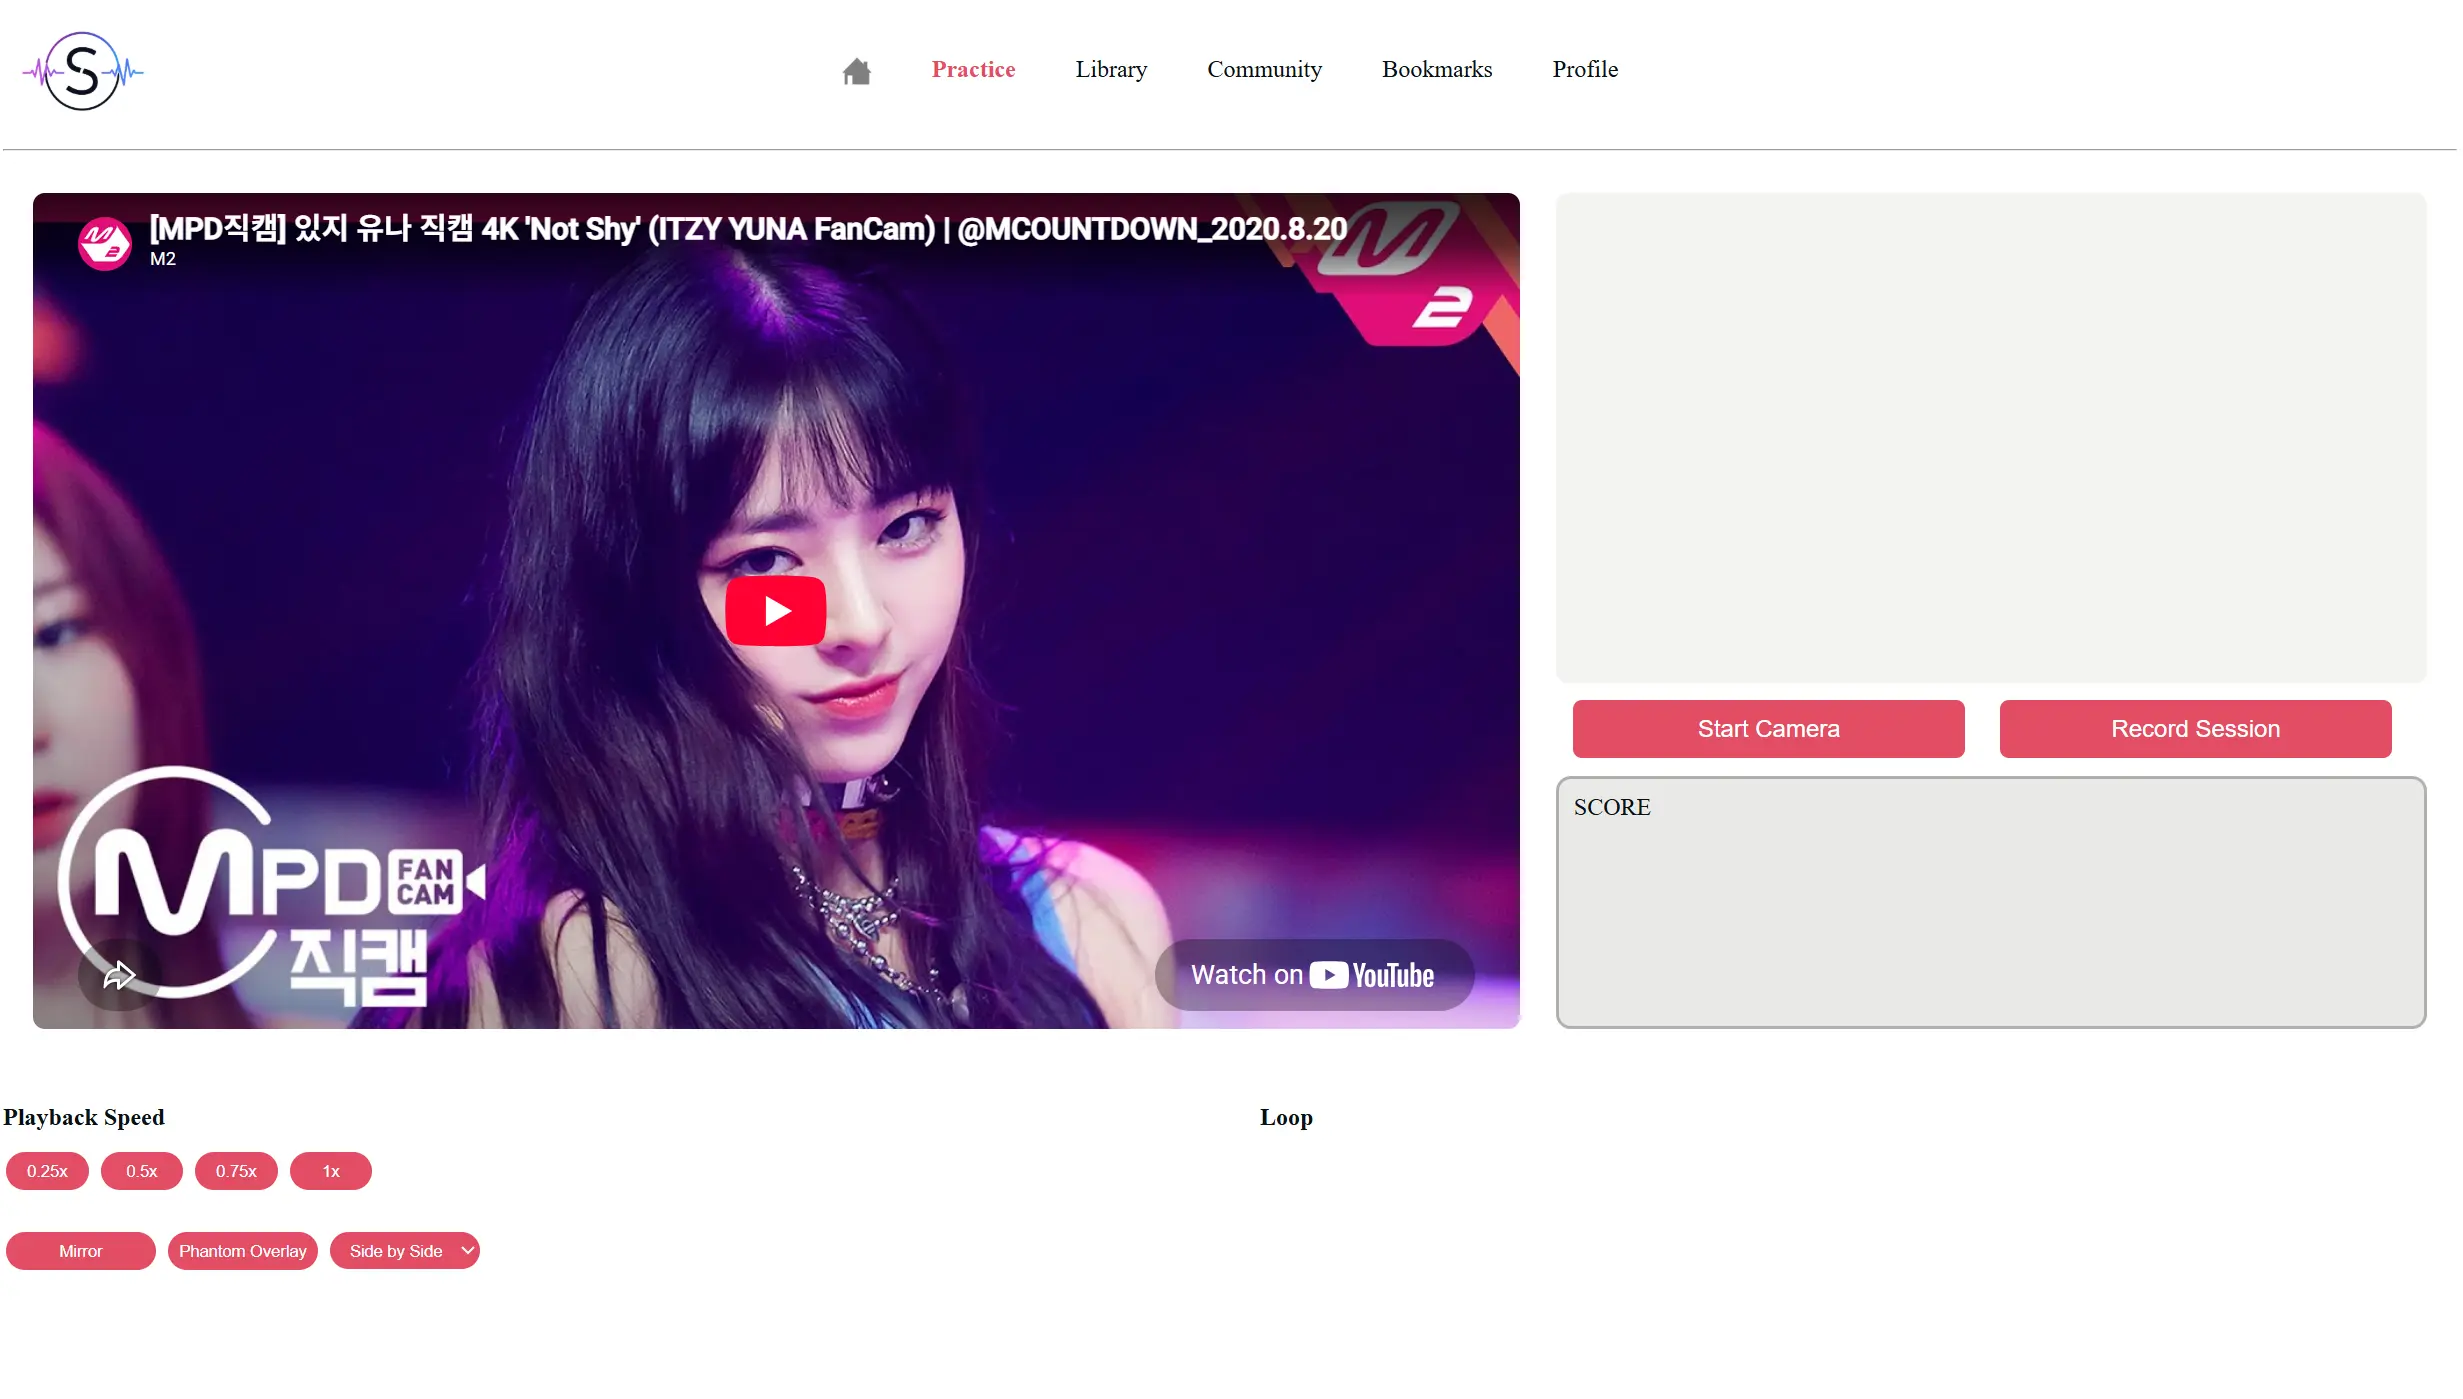 S
Practice Library Community Bookmarks Profile
[MPD직캠] 있지 유나 직캠 4K 'Not Shy' (ITZY YUNA FanCam) | @MCOUNTDOWN_2020.8.20
M2
M 2
M
2
MPD FAN CAM
직캠
Watch on YouTube
Start Camera Record Session
SCORE
Playback Speed
0.25x 0.5x 0.75x 1x
Mirror Phantom Overlay Side by Side
Loop